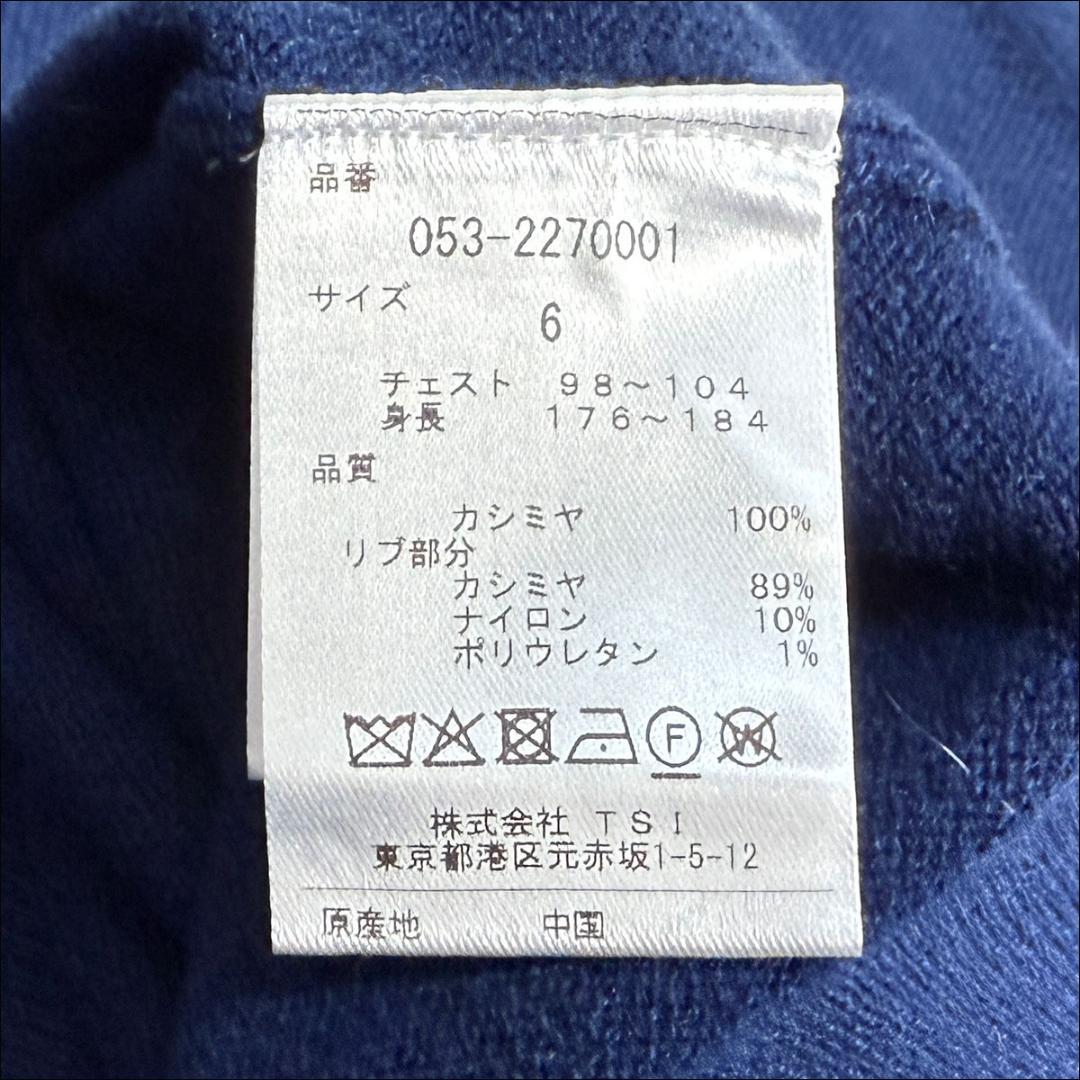 品番
053-2270001
サイズ
6
チェスト 98～104
身長 176～184
品質
カシミヤ 100%
リブ部分
カシミヤ 89%
ナイロン 10%
ポリウレタン 1%
F W
株式会社 TSI
東京都港区元赤坂1-5-12
原産地 中国